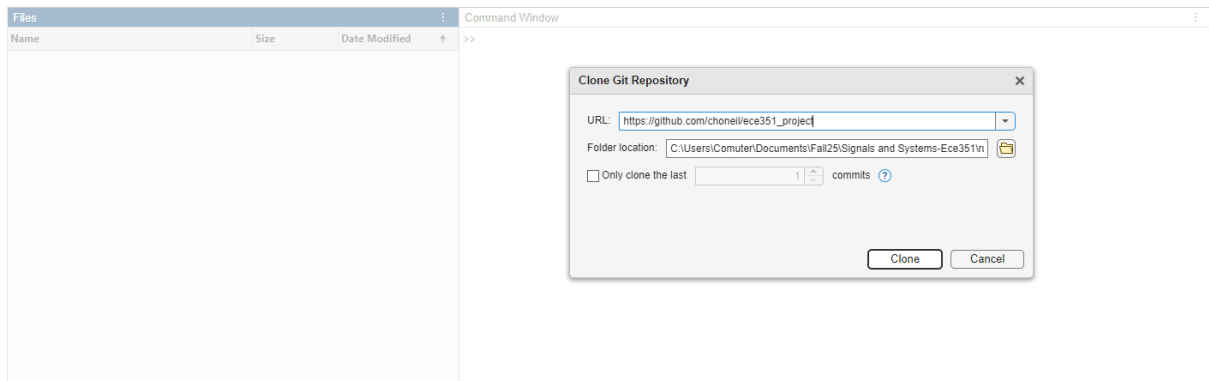 Files
Command Window
Name Size Date Modified
>>
Clone Git Repository
URL: https://github.com/choneil/ece351_project
Folder location: C:\Users\Comuter\Documents\Fall25\Signals and Systems-Ece351\ru
Only clone the last 1 commits ?
Clone Cancel